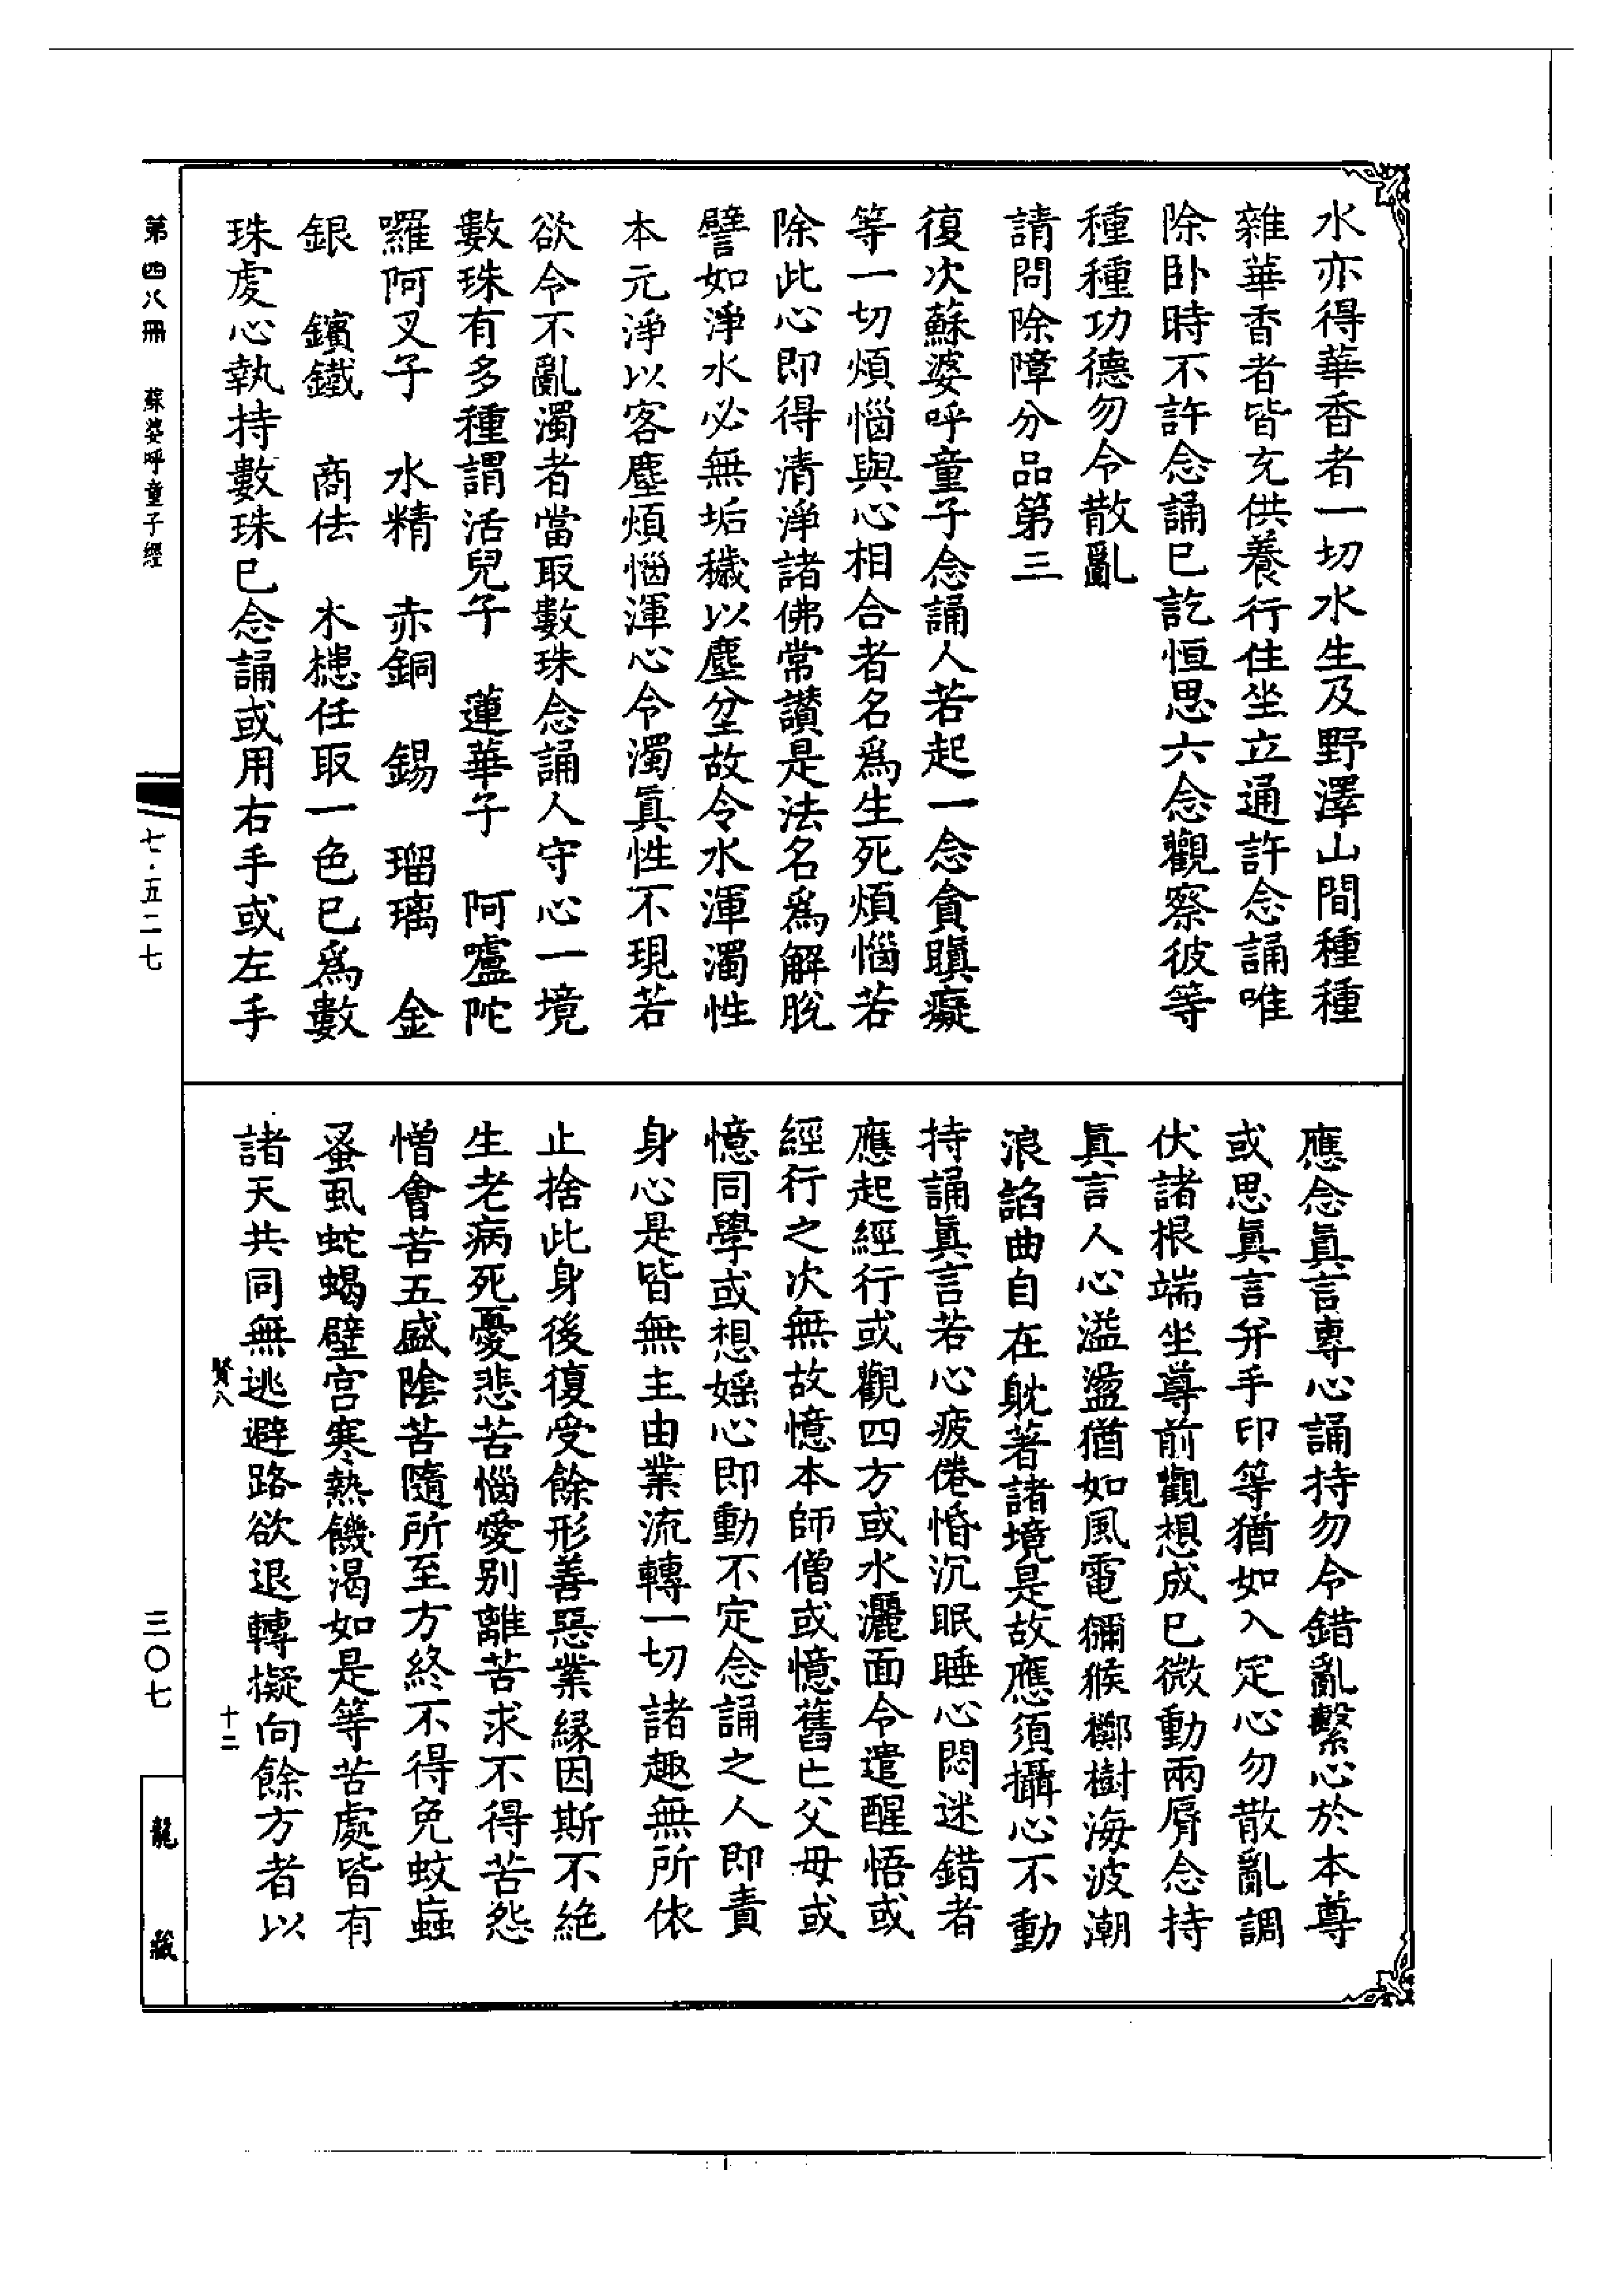 水亦得華香者一切水生及野澤山間種種
雜華香者皆充供養行住坐立通許念誦唯
除卧時不許念誦巳訖恒思六念觀察彼等
種種功德勿令散亂
請問除障分品第三
復次蘇婆呼童子念誦人若起一念貪瞋癡
等一切煩惱與心相合者名爲生死煩惱若
除此心即得清淨諸佛常讃是法名爲解脫
譬如淨水必無垢穢以塵坌故令水渾濁性
本元淨以客塵煩惱渾心令濁眞性不現若
欲令不亂濁者當取數珠念誦人守心一境
數珠有多種謂活兒子　蓮華子　阿嚧陀
囉阿叉子　水精　赤銅　錫　瑠璃　金
銀　鑌鐵　商佉　木槵任取一色巳爲數
珠虔心執持數珠巳念誦或用右手或左手
應念眞言專心誦持勿令錯亂繫心於本尊
或思眞言并手印等猶如入定心勿散亂調
伏諸根端坐尊前觀想成巳微動兩脣念持
眞言人心溢盪猶如風電獼猴擲樹海波潮
浪諂曲自在躭著諸境是故應須攝心不動
持誦眞言若心疲倦惛沉眠睡心悶迷錯者
應起經行或觀四方或水灑面令遣醒悟或
經行之次無故憶本師僧或憶舊亡父母或
憶同學或想婬心即動不定念誦之人即責
身心是皆無主由業流轉一切諸趣無所依
止捨此身後復受餘形善惡業緣因斯不絶
生老病死憂悲苦惱愛别離苦求不得苦怨
憎會苦五盛陰苦隨所至方終不得免蚊䖟
蚤虱蛇蝎壁宫寒熱饑渴如是等苦處皆有
諸天共同無逃避路欲退轉擬向餘方者以
賢八
十二
第四八冊　蘇婆呼童子經
七·五二七
三〇七
龍藏